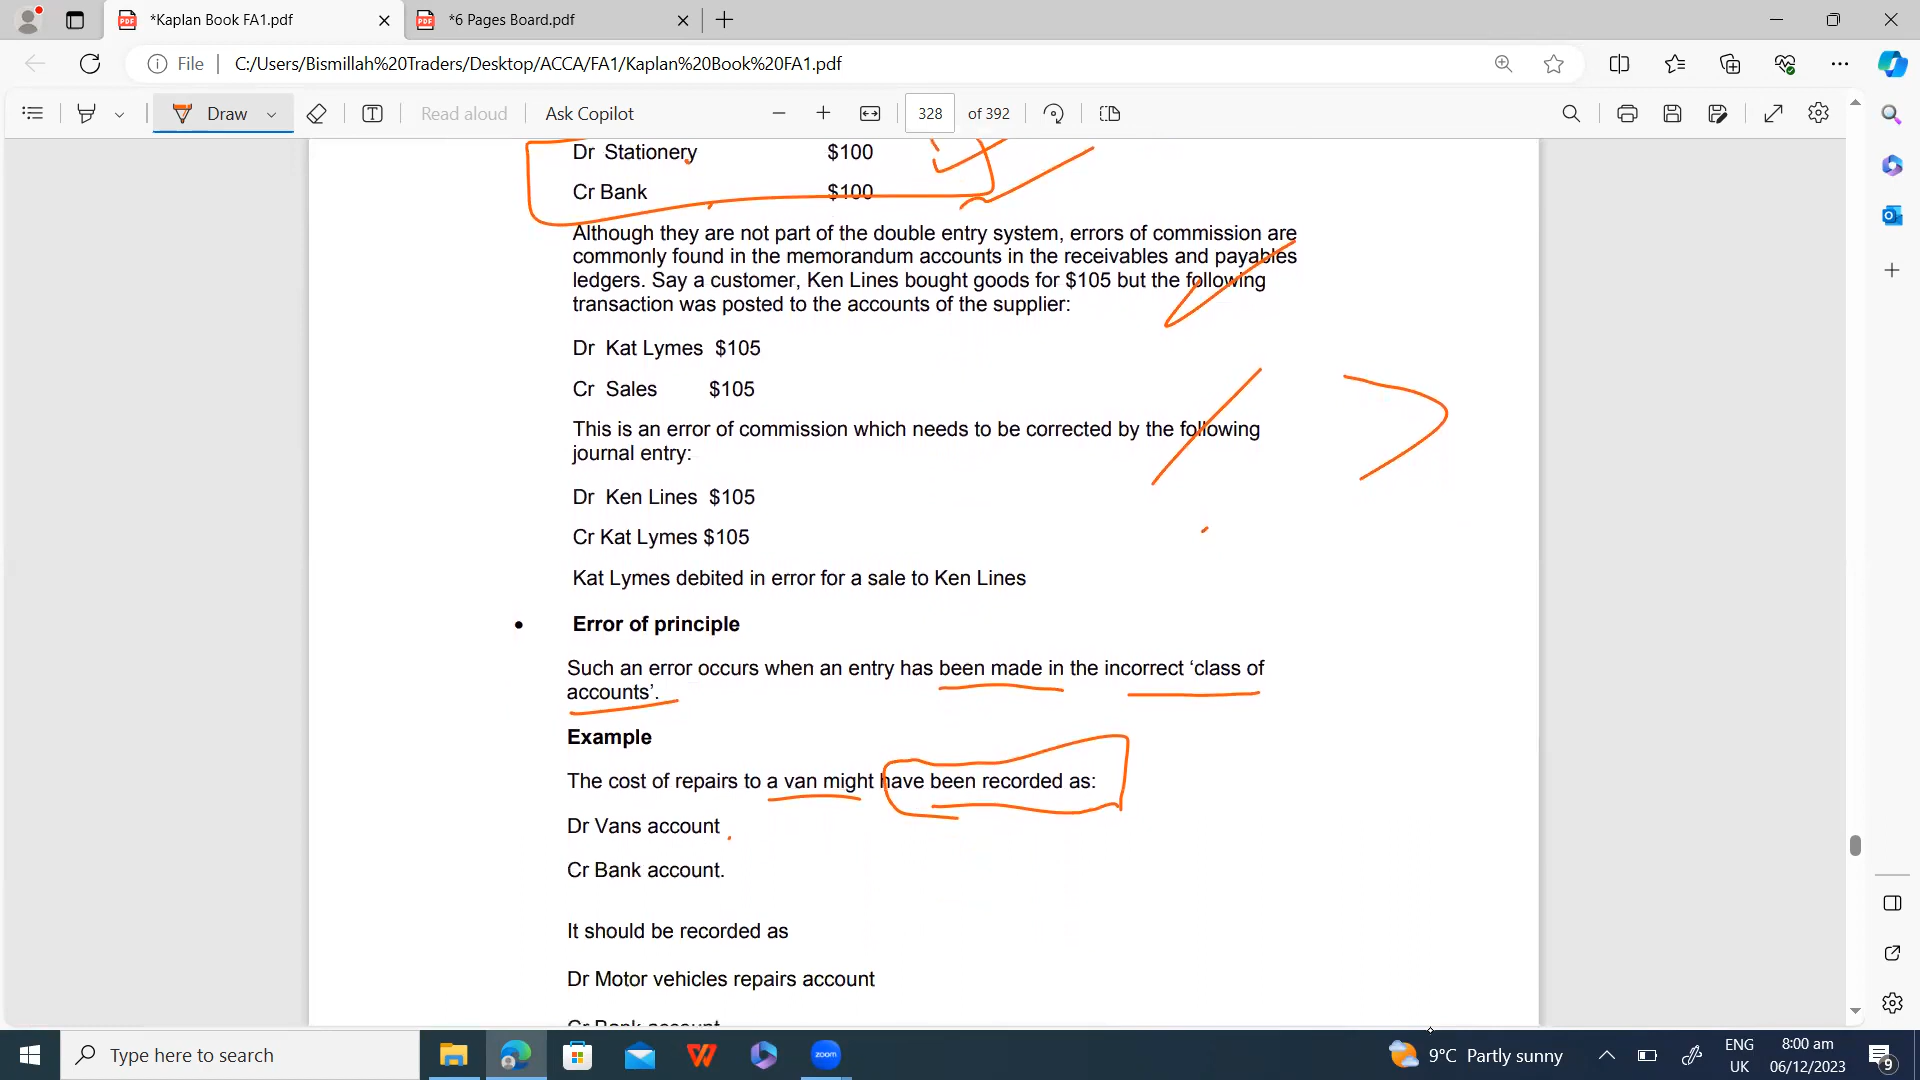 *Kaplan Book FA1.pdf
*6 Pages Board.pdf
File
C:/Users/Bismillah%20Traders/Desktop/ACCA/FA1/Kaplan%20Book%20FA1.pdf
Draw
Read aloud
Ask Copilot
328
of 392
Dr Stationery $100
Cr Bank $100
Although they are not part of the double entry system, errors of commission are
commonly found in the memorandum accounts in the receivables and payables
ledgers. Say a customer, Ken Lines bought goods for $105 but the following
transaction was posted to the accounts of the supplier:
Dr Kat Lymes $105
Cr Sales $105
This is an error of commission which needs to be corrected by the following
journal entry:
Dr Ken Lines $105
Cr Kat Lymes $105
Kat Lymes debited in error for a sale to Ken Lines
• Error of principle
Such an error occurs when an entry has been made in the incorrect ‘class of
accounts’.
Example
The cost of repairs to a van might have been recorded as:
Dr Vans account
Cr Bank account.
It should be recorded as
Dr Motor vehicles repairs account
Cr Bank account
Type here to search
zoom
9°C Partly sunny
ENG
UK
8:00 am
06/12/2023
9